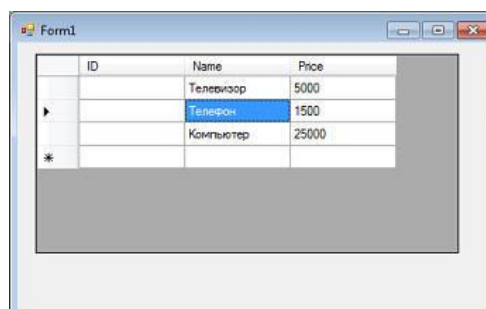 Form1
ID Name Price
Телевизор 5000
Телефон 1500
Компьютер 25000